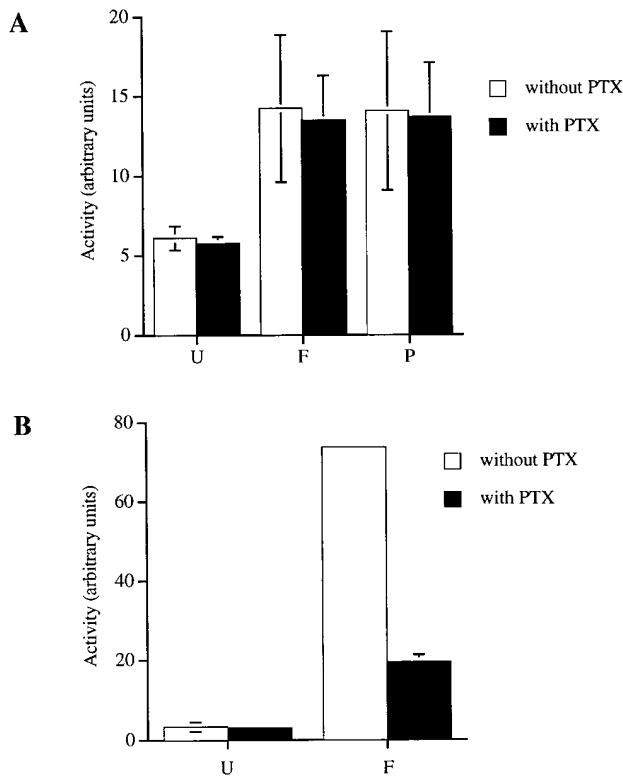 A
Activity (arbitrary units)
20
15
10
5
0
U
F
P
without PTX
with PTX
B
Activity (arbitrary units)
80
60
40
20
0
U
F
without PTX
with PTX